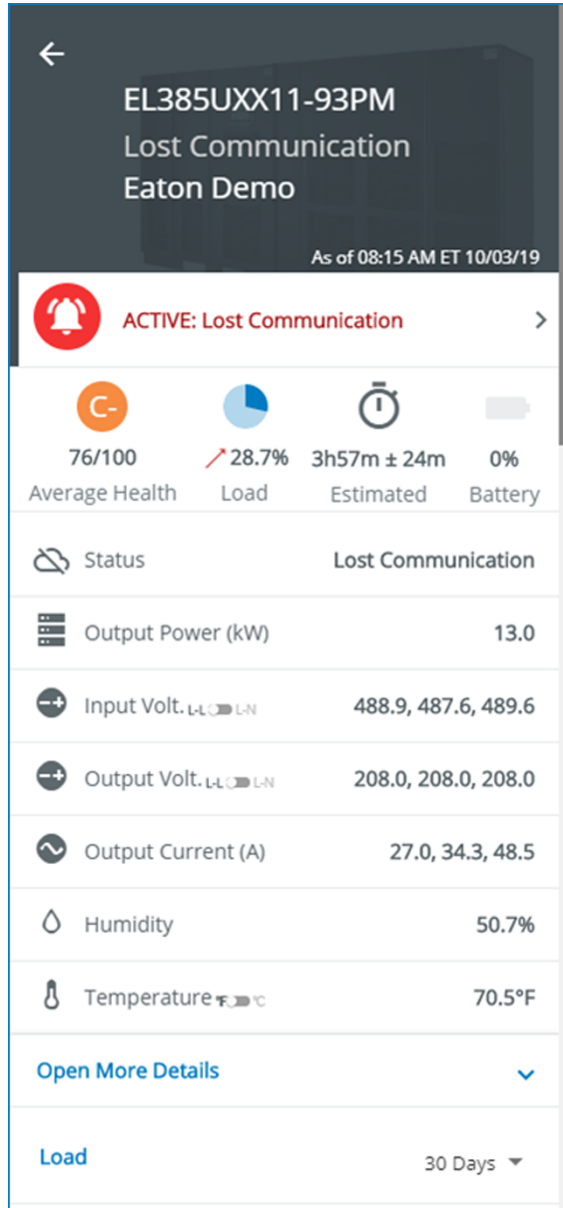 EL385UXX11-93PM
Lost Communication
Eaton Demo
As of 08:15 AM ET 10/03/19
ACTIVE: Lost Communication
C-
76/100 28.7% 3h57m ± 24m 0%
Average Health Load Estimated Battery
Status Lost Communication
Output Power (kW) 13.0
Input Volt. L-L L-N 488.9, 487.6, 489.6
Output Volt. L-L L-N 208.0, 208.0, 208.0
Output Current (A) 27.0, 34.3, 48.5
Humidity 50.7%
Temperature °F °C 70.5°F
Open More Details
Load 30 Days